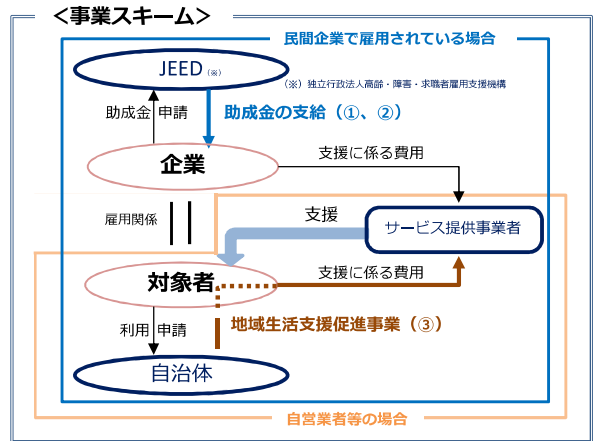 ＜事業スキーム＞
民間企業で雇用されている場合
JEED（※）
（※）独立行政法人高齢・障害・求職者雇用支援機構
助成金 申請
助成金の支給（①、②）
企業
支援に係る費用
雇用関係
支援
サービス提供事業者
対象者
支援に係る費用
利用 申請
地域生活支援促進事業（③）
自治体
自営業者等の場合